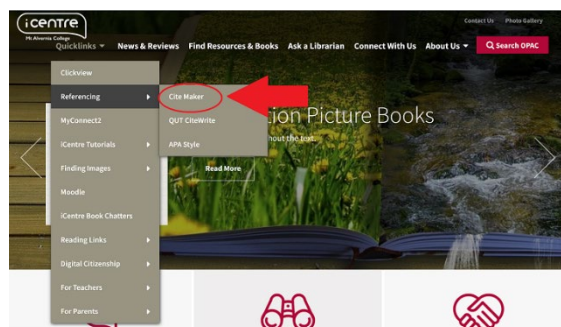 icentre
Mt Alvernia College
Contact Us Photo Gallery
Quicklinks News & Reviews Find Resources & Books Ask a Librarian Connect With Us About Us Search OPAC
Clickview
Referencing
Cite Maker
MyConnect2
QUT CiteWrite
ion Picture Books
iCentre Tutorials
APA Style
hout the text.
Finding Images
Read More
Moodle
iCentre Book Chatters
Reading Links
Digital Citizenship
For Teachers
For Parents